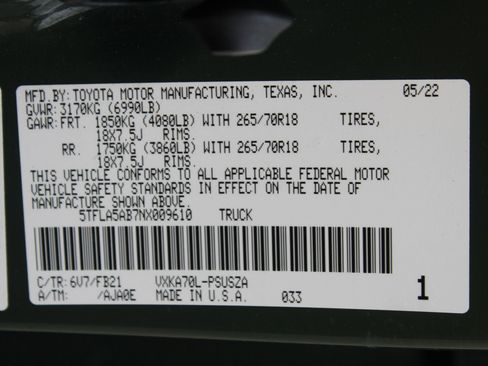 MFD.BY: TOYOTA MOTOR MANUFACTURING, TEXAS, INC. 05/22
GVWR: 3170KG (6990LB)
GAWR: FRT. 1850KG (4080LB) WITH 265/70R18 TIRES,
18X7.5J RIMS.
RR. 1750KG (3860LB) WITH 265/70R18 TIRES,
18X7.5J RIMS.
THIS VEHICLE CONFORMS TO ALL APPLICABLE FEDERAL MOTOR
VEHICLE SAFETY STANDARDS IN EFFECT ON THE DATE OF
MANUFACTURE SHOWN ABOVE.
5TFLA5AB7NX009610 TRUCK
C/TR: 6V7/FB21 VXKA70L-PSUSZA
A/TM: /AJA0E MADE IN U.S.A. 033 1